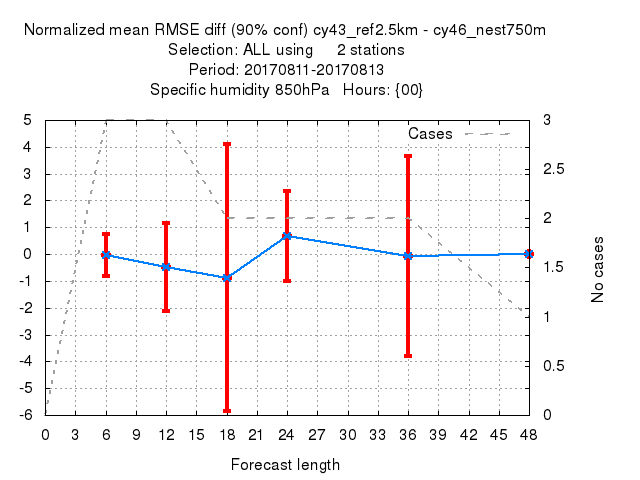 Normalized mean RMSE diff (90% conf) cy43_ref2.5km - cy46_nest750m
Selection: ALL using 2 stations
Period: 20170811-20170813
Specific humidity 850hPa Hours: {00}
Cases
5
4
3
2
1
0
-1
-2
-3
-4
-5
-6
3
2.5
2
1.5
1
0.5
0
No cases
0 3 6 9 12 15 18 21 24 27 30 33 36 39 42 45 48
Forecast length